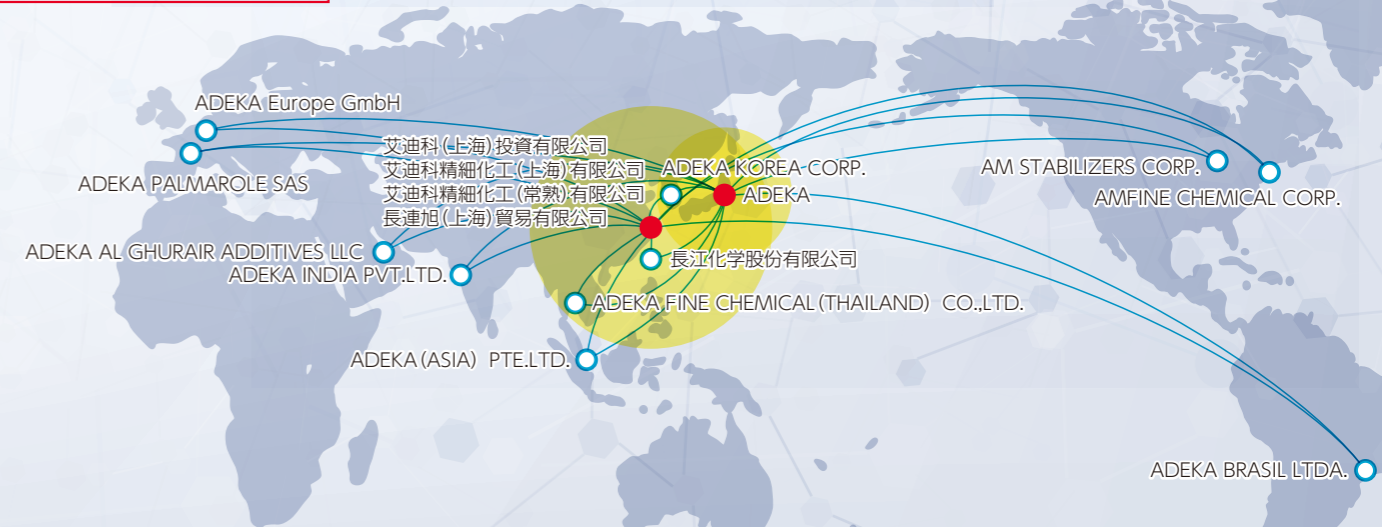 ADEKA Europe GmbH
ADEKA PALMAROLE SAS
艾迪科(上海)投資有限公司
艾迪科精細化工(上海)有限公司
艾迪科精細化工(常熟)有限公司
長連旭(上海)貿易有限公司
ADEKA KOREA CORP.
ADEKA
AM STABILIZERS CORP.
AMFINE CHEMICAL CORP.
ADEKA AL GHURAIR ADDITIVES LLC
ADEKA INDIA PVT.LTD.
長江化学股份有限公司
ADEKA FINE CHEMICAL (THAILAND) CO.,LTD.
ADEKA (ASIA) PTE.LTD.
ADEKA BRASIL LTDA.